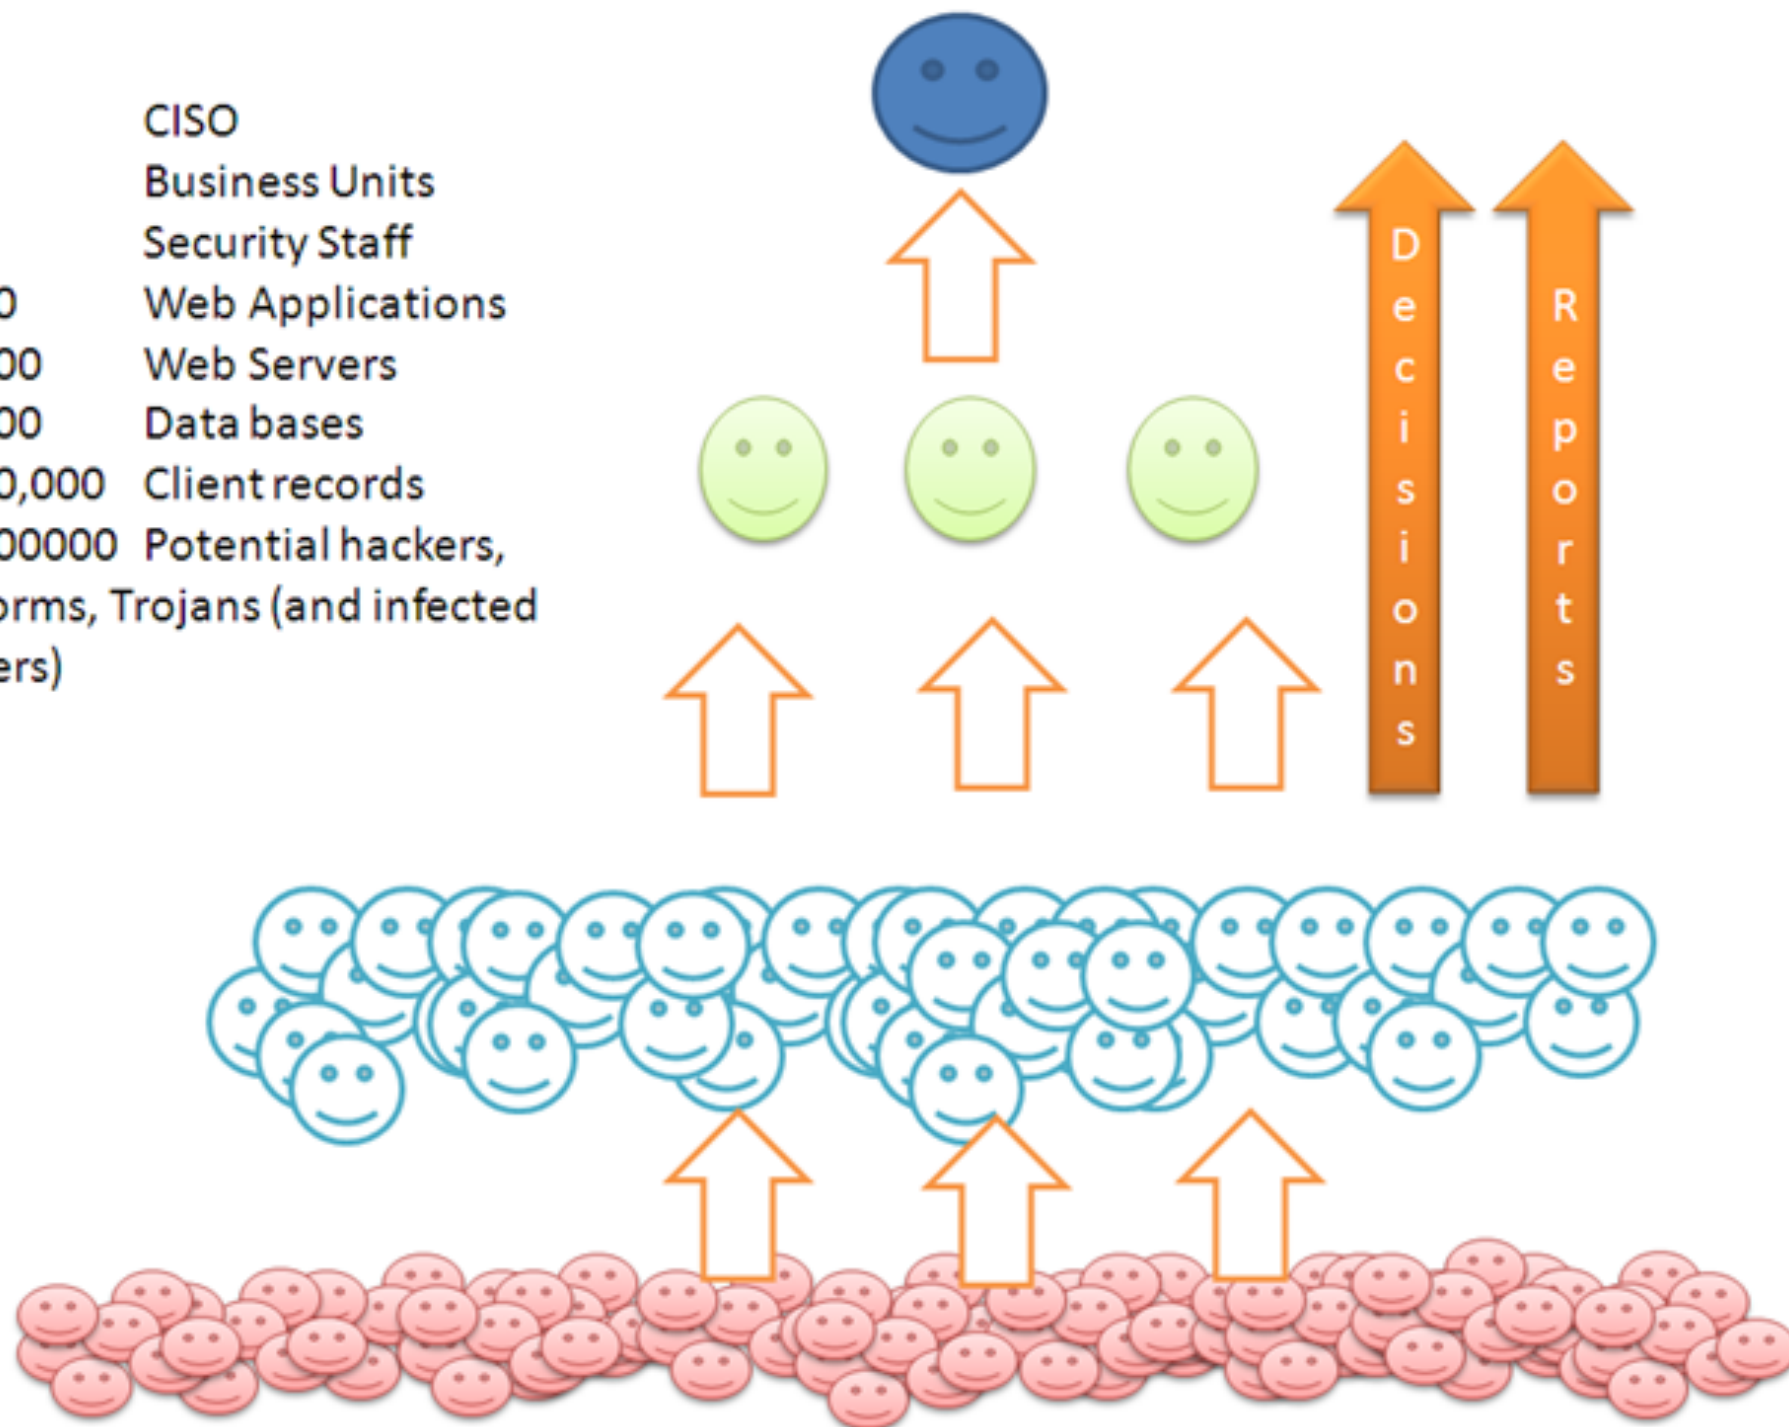 CISO
Business Units
Security Staff
0 Web Applications
00 Web Servers
00 Data bases
0,000 Client records
00000 Potential hackers,
orms, Trojans (and infected
ers)
Decisions
Reports